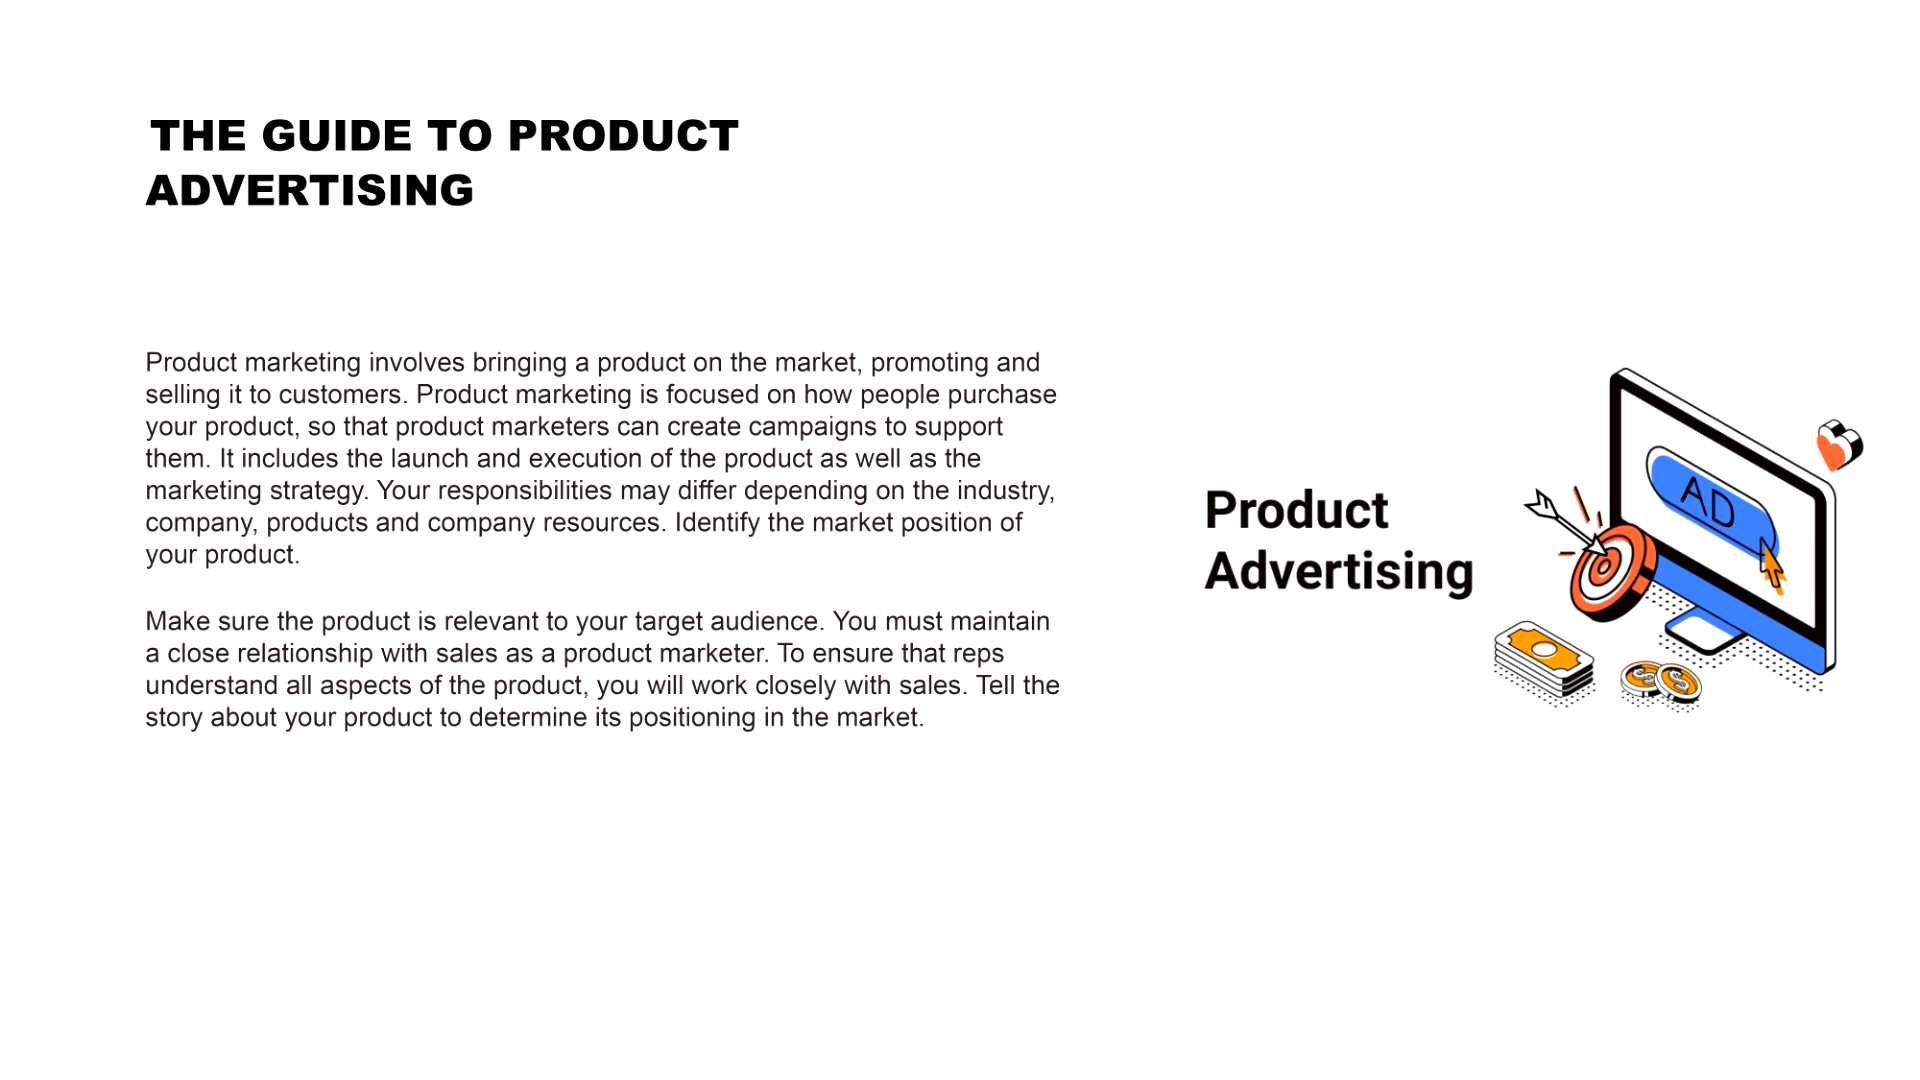 THE GUIDE TO PRODUCT
ADVERTISING
Product marketing involves bringing a product on the market, promoting and
selling it to customers. Product marketing is focused on how people purchase
your product, so that product marketers can create campaigns to support
them. It includes the launch and execution of the product as well as the
marketing strategy. Your responsibilities may differ depending on the industry,
company, products and company resources. Identify the market position of
your product.
Make sure the product is relevant to your target audience. You must maintain
a close relationship with sales as a product marketer. To ensure that reps
understand all aspects of the product, you will work closely with sales. Tell the
story about your product to determine its positioning in the market.
Product
Advertising
AD